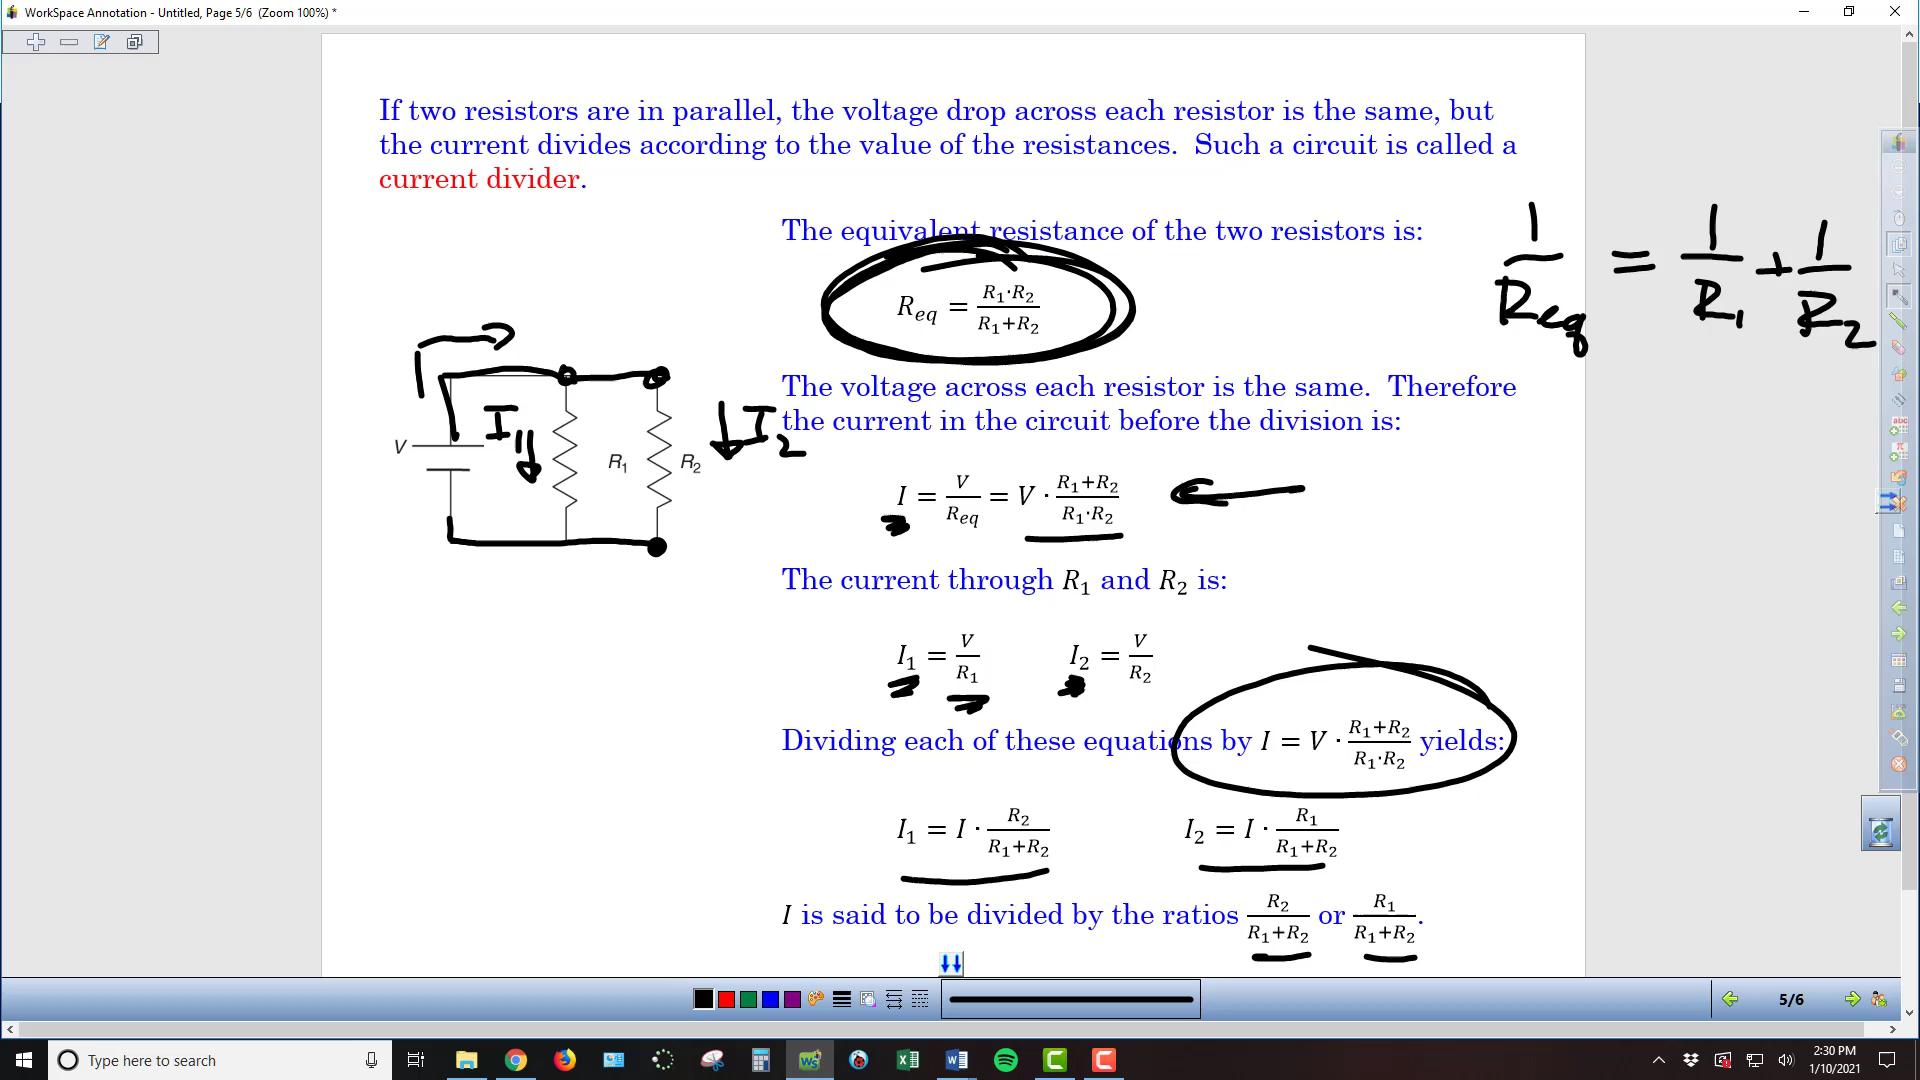 WorkSpace Annotation - Untitled, Page 5/6 (Zoom 100%) *
If two resistors are in parallel, the voltage drop across each resistor is the same, but
the current divides according to the value of the resistances. Such a circuit is called a
current divider.
The equivalent resistance of the two resistors is:
R_eq = (R₁·R₂)/(R₁+R₂)
1/Req = 1/R₁ + 1/R₂
The voltage across each resistor is the same. Therefore
the current in the circuit before the division is:
V
I₁
R₁
R₂
I₂
I = V/R_eq = V · (R₁+R₂)/(R₁·R₂)
The current through R₁ and R₂ is:
I₁ = V/R₁ I₂ = V/R₂
Dividing each of these equations by I = V · (R₁+R₂)/(R₁·R₂) yields:
I₁ = I · R₂/(R₁+R₂) I₂ = I · R₁/(R₁+R₂)
I is said to be divided by the ratios R₂/(R₁+R₂) or R₁/(R₁+R₂).
5/6
Type here to search
2:30 PM
1/10/2021